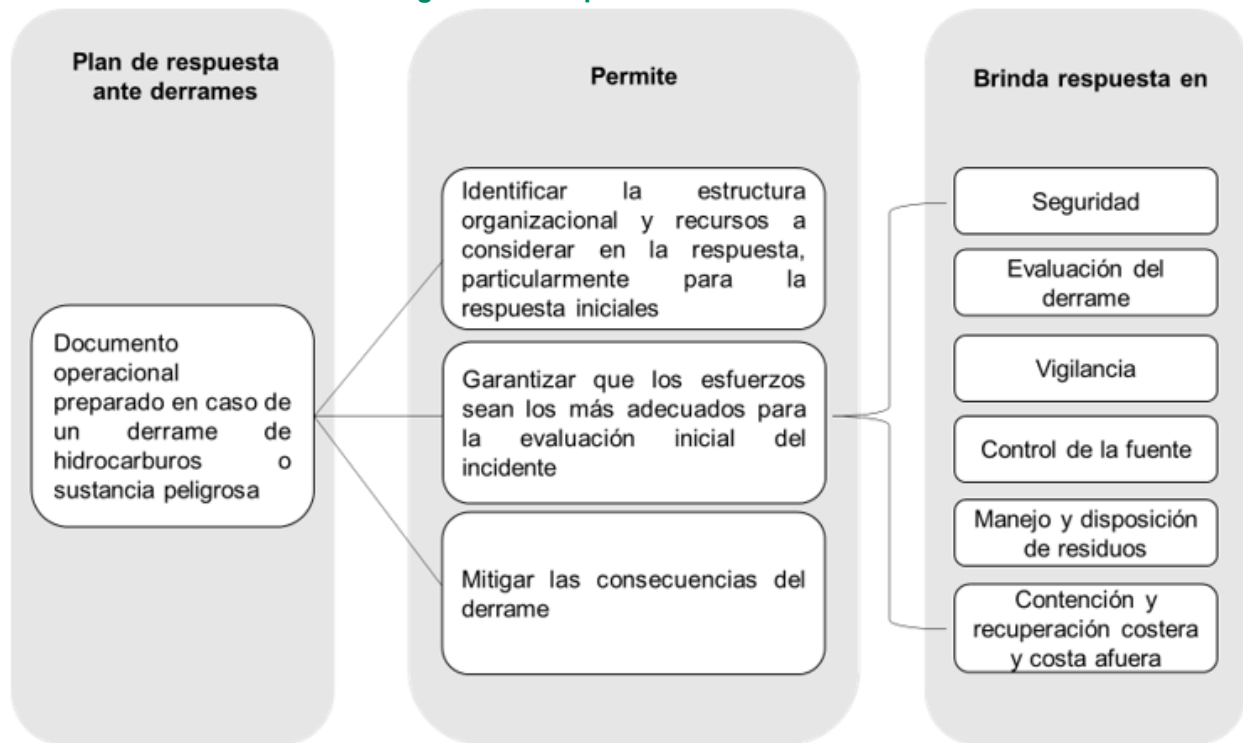 Plan de respuesta
ante derrames
Documento
operacional
preparado en caso de
un derrame de
hidrocarburos o
sustancia peligrosa
Permite
Identificar la estructura
organizacional y recursos a
considerar en la respuesta,
particularmente para la
respuesta iniciales
Garantizar que los esfuerzos
sean los más adecuados para
la evaluación inicial del
incidente
Mitigar las consecuencias del
derrame
Brinda respuesta en
Seguridad
Evaluación del
derrame
Vigilancia
Control de la fuente
Manejo y disposición
de residuos
Contención y
recuperación costera
y costa afuera